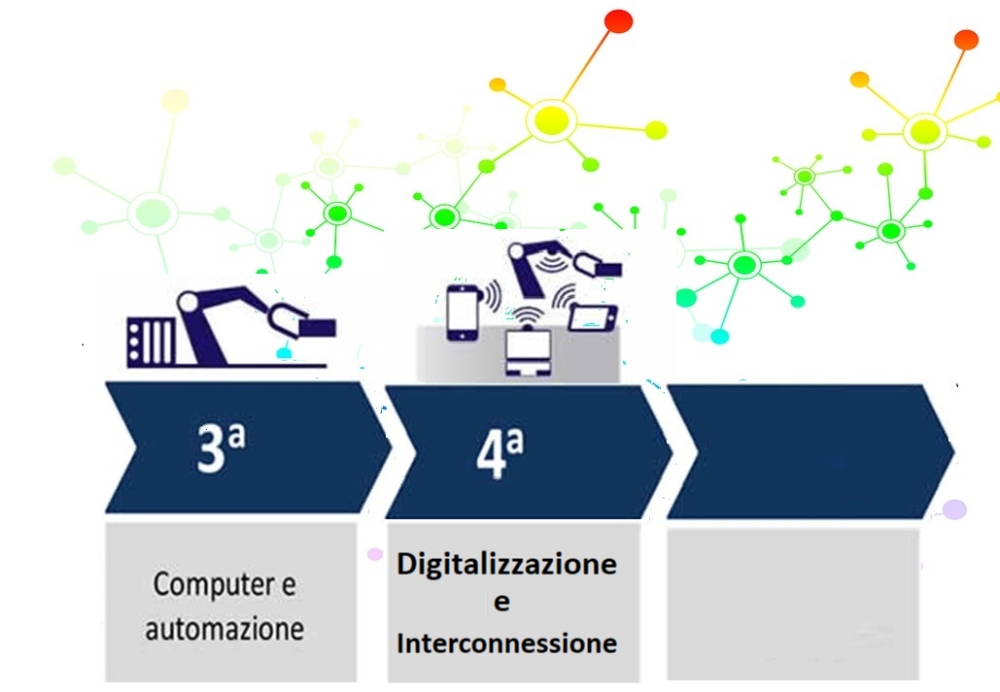 3ª
4ª
Computer e
automazione
Digitalizzazione
e
Interconnessione